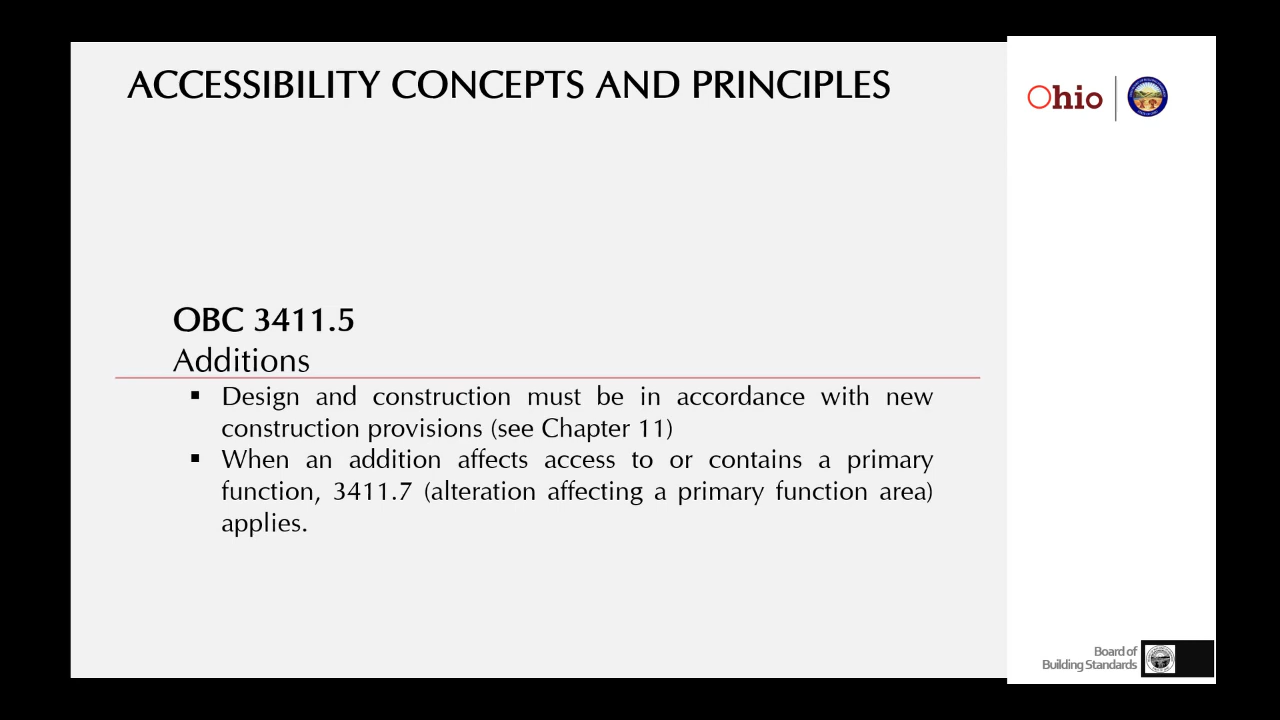 ACCESSIBILITY CONCEPTS AND PRINCIPLES
Ohio
OBC 3411.5
Additions
▪ Design and construction must be in accordance with new
construction provisions (see Chapter 11)
▪ When an addition affects access to or contains a primary
function, 3411.7 (alteration affecting a primary function area)
applies.
Board of
Building Standards